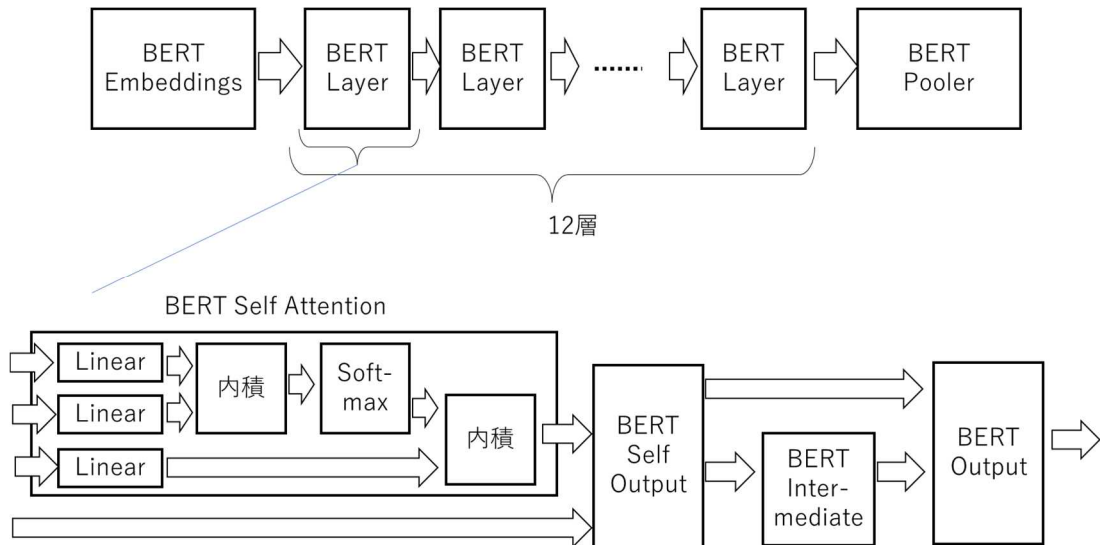 BERT
Embeddings
BERT
Layer
BERT
Layer
……
BERT
Layer
BERT
Pooler
12層
BERT Self Attention
Linear
Linear
Linear
内積
Soft-
max
内積
BERT
Self
Output
BERT
Inter-
mediate
BERT
Output